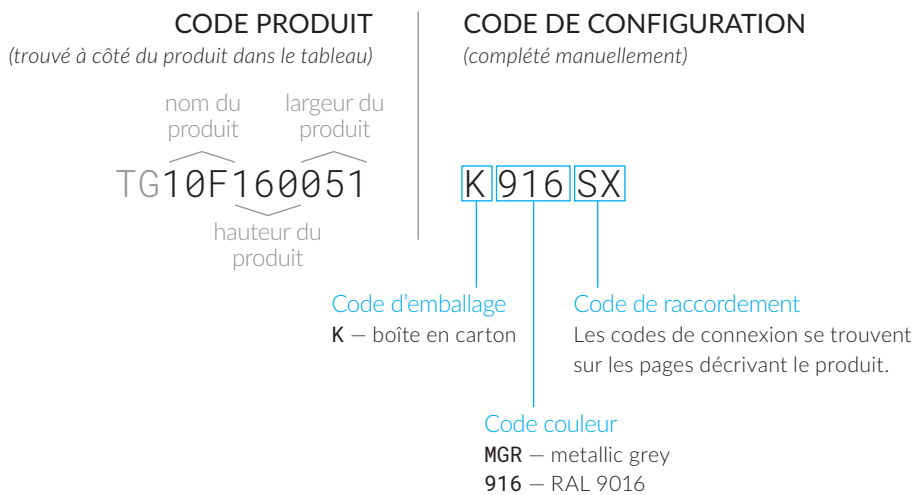 CODE PRODUIT
(trouvé à côté du produit dans le tableau)
nom du
produit
largeur du
produit
TG10F160051
hauteur du
produit
CODE DE CONFIGURATION
(complété manuellement)
K 916 SX
Code d'emballage
K — boîte en carton
Code de raccordement
Les codes de connexion se trouvent
sur les pages décrivant le produit.
Code couleur
MGR — metallic grey
916 — RAL 9016